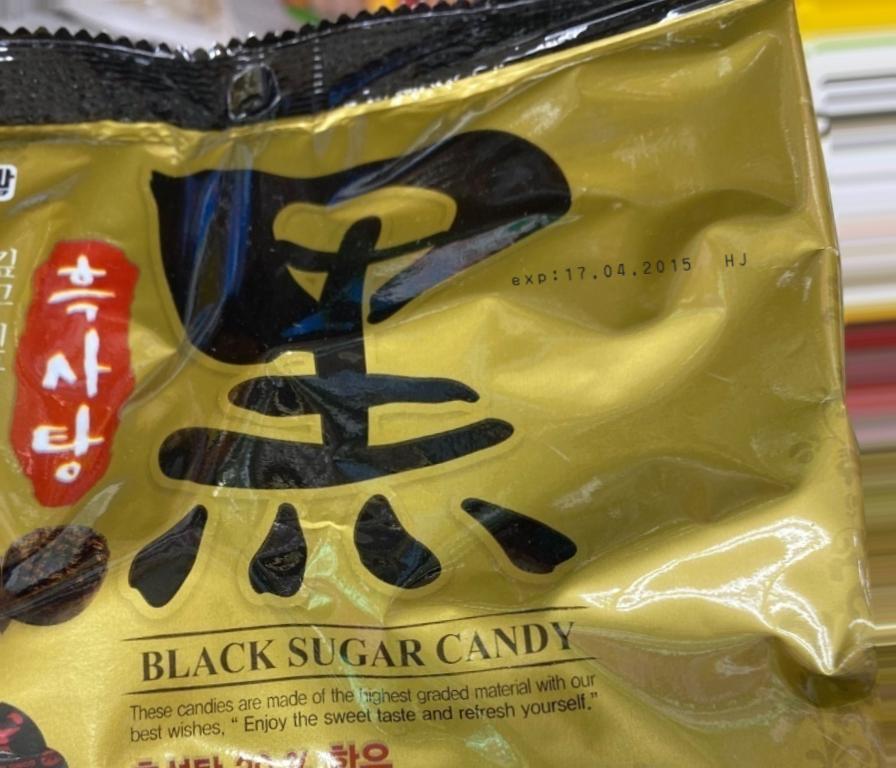 黑
흑사탕
exp:17.04.2015 HJ
BLACK SUGAR CANDY
These candies are made of the highest graded material with our
best wishes, “ Enjoy the sweet taste and refresh yourself.”